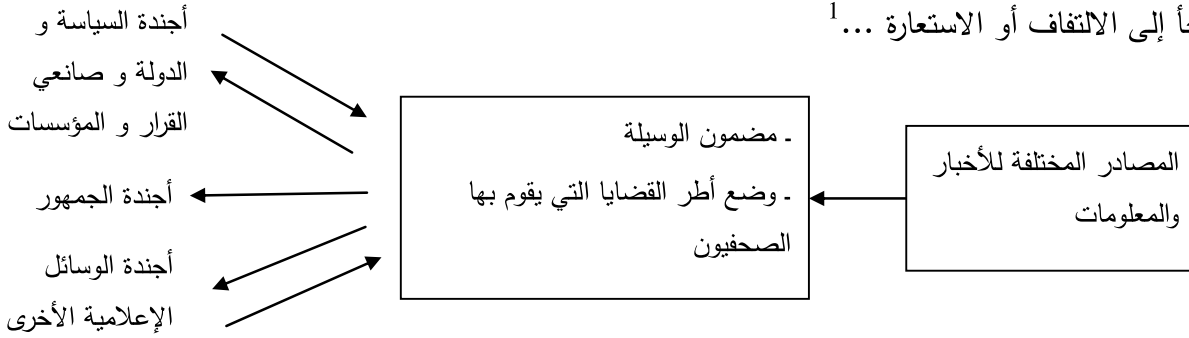 إلى الالتفاف أو الاستعارة ...1
المصادر المختلفة للأخبار
والمعلومات
ـ مضمون الوسيلة
ـ وضع أطر القضايا التي يقوم بها
الصحفيون
أجندة السياسة و
الدولة و صانعي
القرار و المؤسسات
أجندة الجمهور
أجندة الوسائل
الإعلامية الأخرى